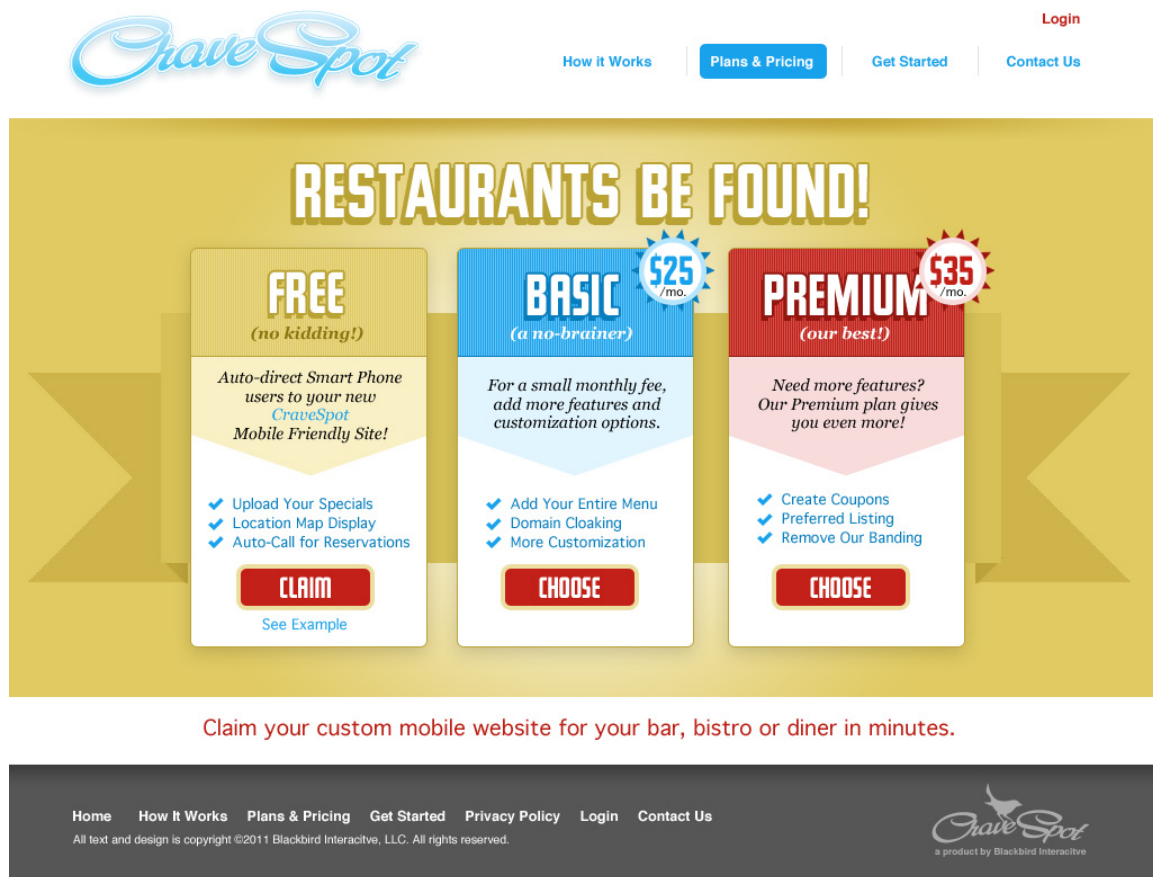 CraveSpot
Login
How it Works
Plans & Pricing
Get Started
Contact Us
RESTAURANTS BE FOUND!
FREE
(no kidding!)
Auto-direct Smart Phone
users to your new
CraveSpot
Mobile Friendly Site!
Upload Your Specials
Location Map Display
Auto-Call for Reservations
CLAIM
See Example
$25
/mo.
BASIC
(a no-brainer)
For a small monthly fee,
add more features and
customization options.
Add Your Entire Menu
Domain Cloaking
More Customization
CHOOSE
$35
/mo.
PREMIUM
(our best!)
Need more features?
Our Premium plan gives
you even more!
Create Coupons
Preferred Listing
Remove Our Banding
CHOOSE
Claim your custom mobile website for your bar, bistro or diner in minutes.
Home How It Works Plans & Pricing Get Started Privacy Policy Login Contact Us
All text and design is copyright ©2011 Blackbird Interacitve, LLC. All rights reserved.
CraveSpot
a product by Blackbird Interacitve